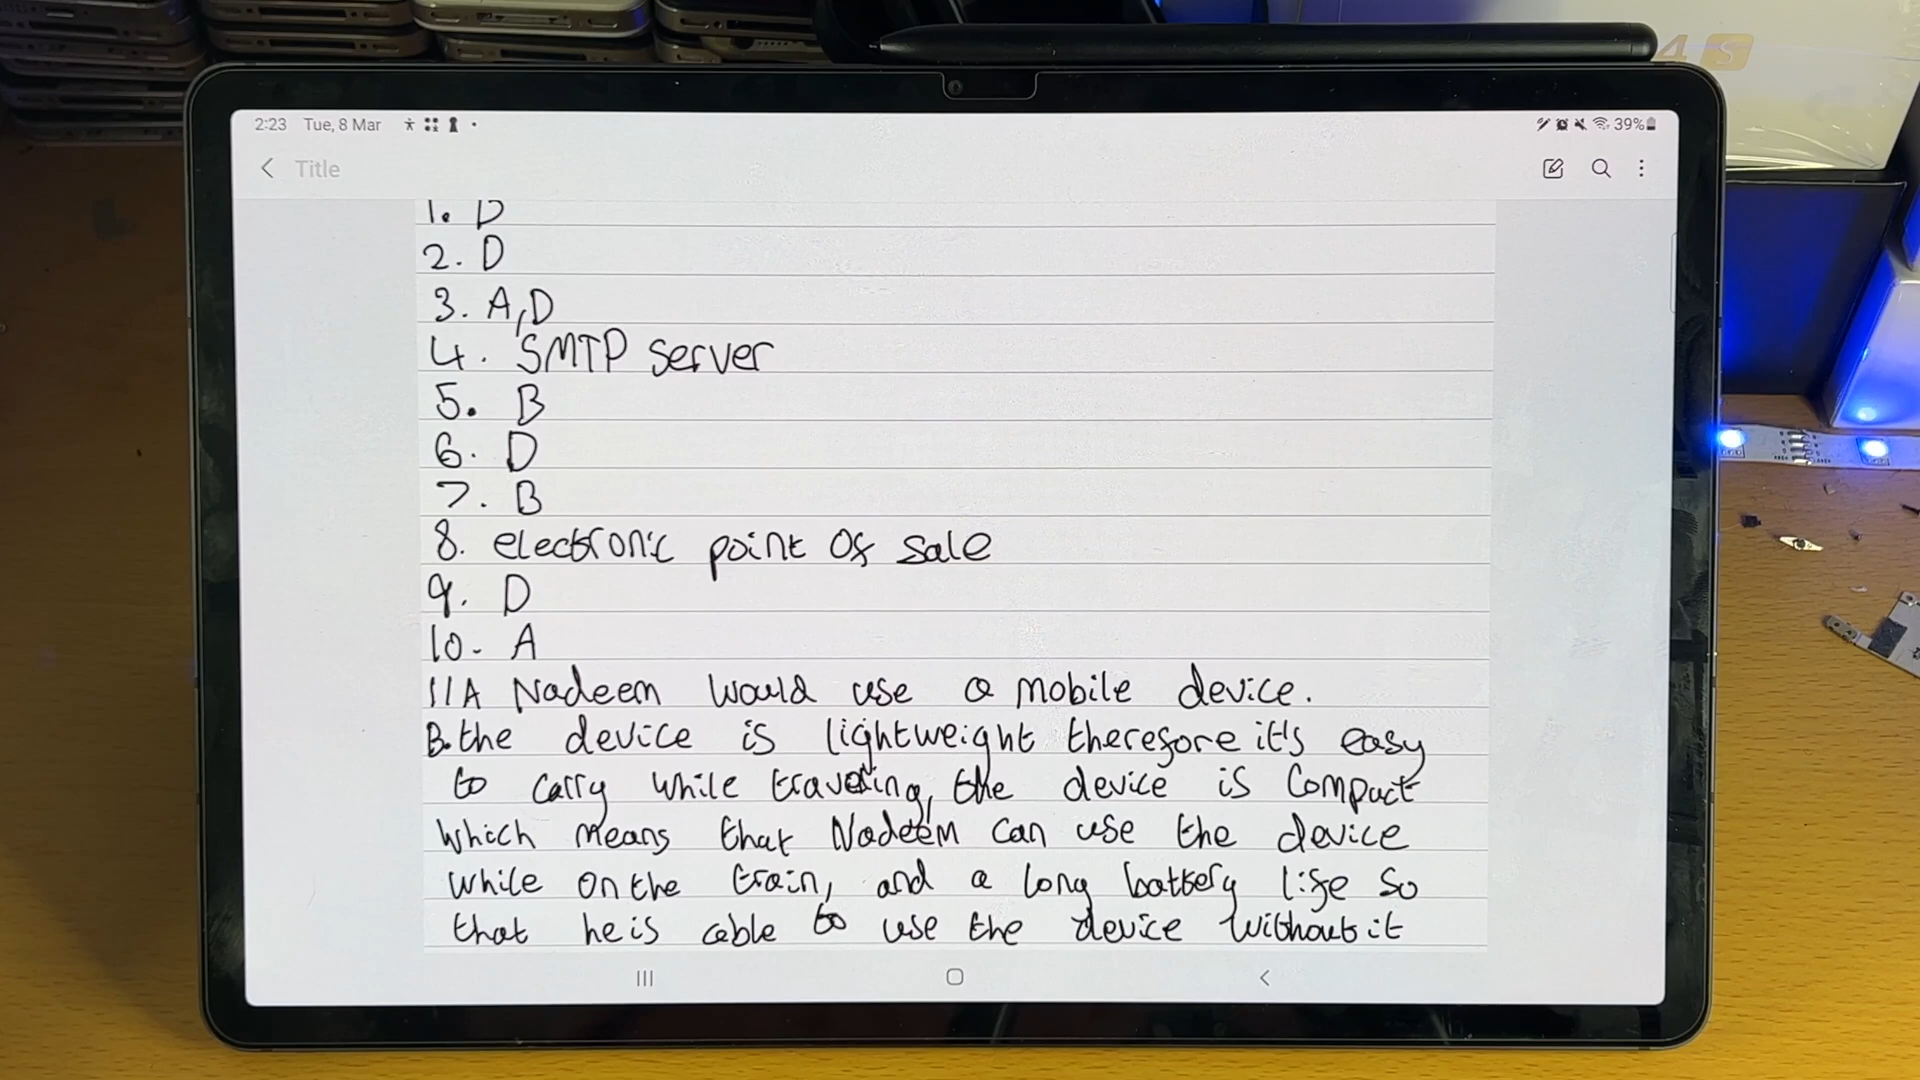 4S
2:23 Tue, 8 Mar
39%
Title
1. D
2. D
3. A,D
4. SMTP server
5. B
6. D
7. B
8. electronic point of sale
9. D
10- A
11A Nadeem would use a mobile device.
B. the device is lightweight therefore it's easy
to carry while traveling, the device is compact
which means that Nadeem can use the device
while on the train, and a long battery life so
that he is able to use the device without it